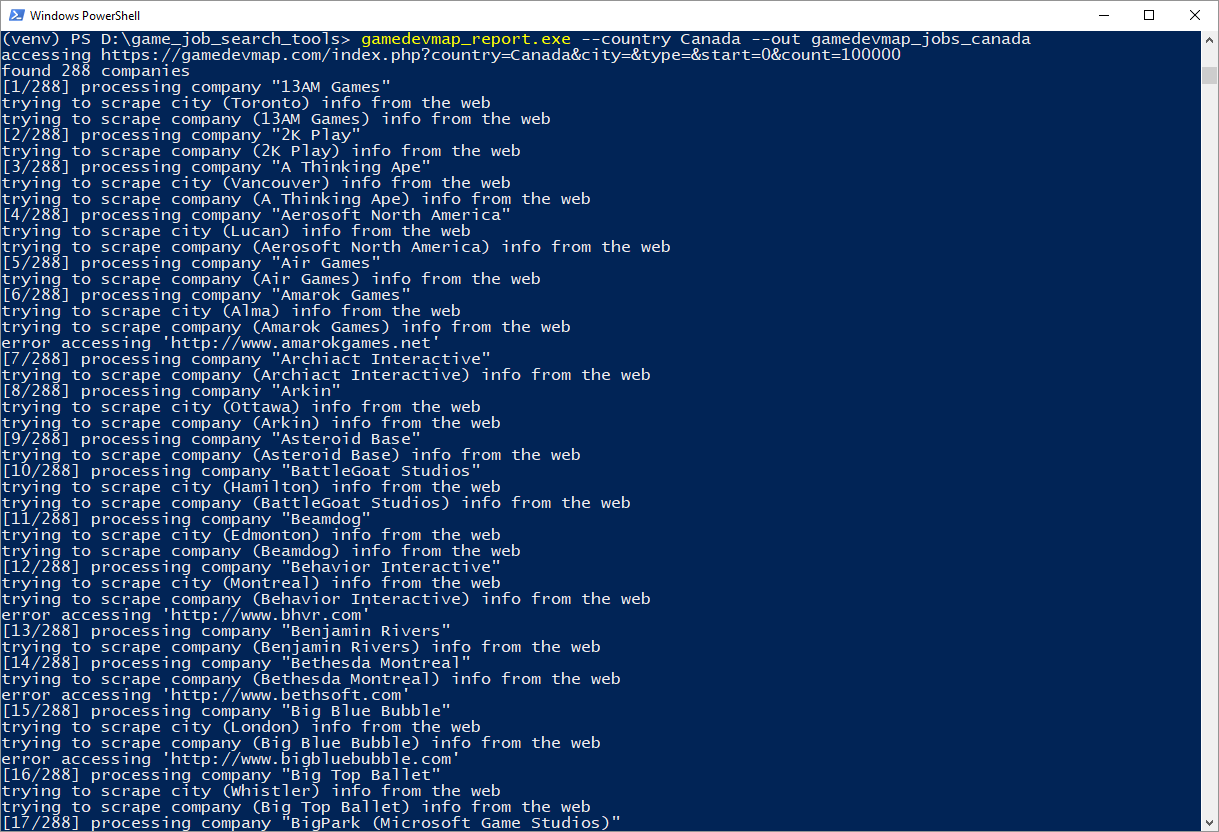 Windows PowerShell
(venv) PS D:\game_job_search_tools> gamedevmap_report.exe --country Canada --out gamedevmap_jobs_canada
accessing https://gamedevmap.com/index.php?country=Canada&city=&type=&start=0&count=100000
found 288 companies
[1/288] processing company "13AM Games"
trying to scrape city (Toronto) info from the web
trying to scrape company (13AM Games) info from the web
[2/288] processing company "2K Play"
trying to scrape company (2K Play) info from the web
[3/288] processing company "A Thinking Ape"
trying to scrape city (Vancouver) info from the web
trying to scrape company (A Thinking Ape) info from the web
[4/288] processing company "Aerosoft North America"
trying to scrape city (Lucan) info from the web
trying to scrape company (Aerosoft North America) info from the web
[5/288] processing company "Air Games"
trying to scrape company (Air Games) info from the web
[6/288] processing company "Amarok Games"
trying to scrape city (Alma) info from the web
trying to scrape company (Amarok Games) info from the web
error accessing 'http://www.amarokgames.net'
[7/288] processing company "Archiact Interactive"
trying to scrape company (Archiact Interactive) info from the web
[8/288] processing company "Arkin"
trying to scrape city (Ottawa) info from the web
trying to scrape company (Arkin) info from the web
[9/288] processing company "Asteroid Base"
trying to scrape company (Asteroid Base) info from the web
[10/288] processing company "BattleGoat Studios"
trying to scrape city (Hamilton) info from the web
trying to scrape company (BattleGoat Studios) info from the web
[11/288] processing company "Beamdog"
trying to scrape city (Edmonton) info from the web
trying to scrape company (Beamdog) info from the web
[12/288] processing company "Behavior Interactive"
trying to scrape city (Montreal) info from the web
trying to scrape company (Behavior Interactive) info from the web
error accessing 'http://www.bhvr.com'
[13/288] processing company "Benjamin Rivers"
trying to scrape company (Benjamin Rivers) info from the web
[14/288] processing company "Bethesda Montreal"
trying to scrape company (Bethesda Montreal) info from the web
error accessing 'http://www.bethsoft.com'
[15/288] processing company "Big Blue Bubble"
trying to scrape city (London) info from the web
trying to scrape company (Big Blue Bubble) info from the web
error accessing 'http://www.bigbluebubble.com'
[16/288] processing company "Big Top Ballet"
trying to scrape city (Whistler) info from the web
trying to scrape company (Big Top Ballet) info from the web
[17/288] processing company "BigPark (Microsoft Game Studios)"